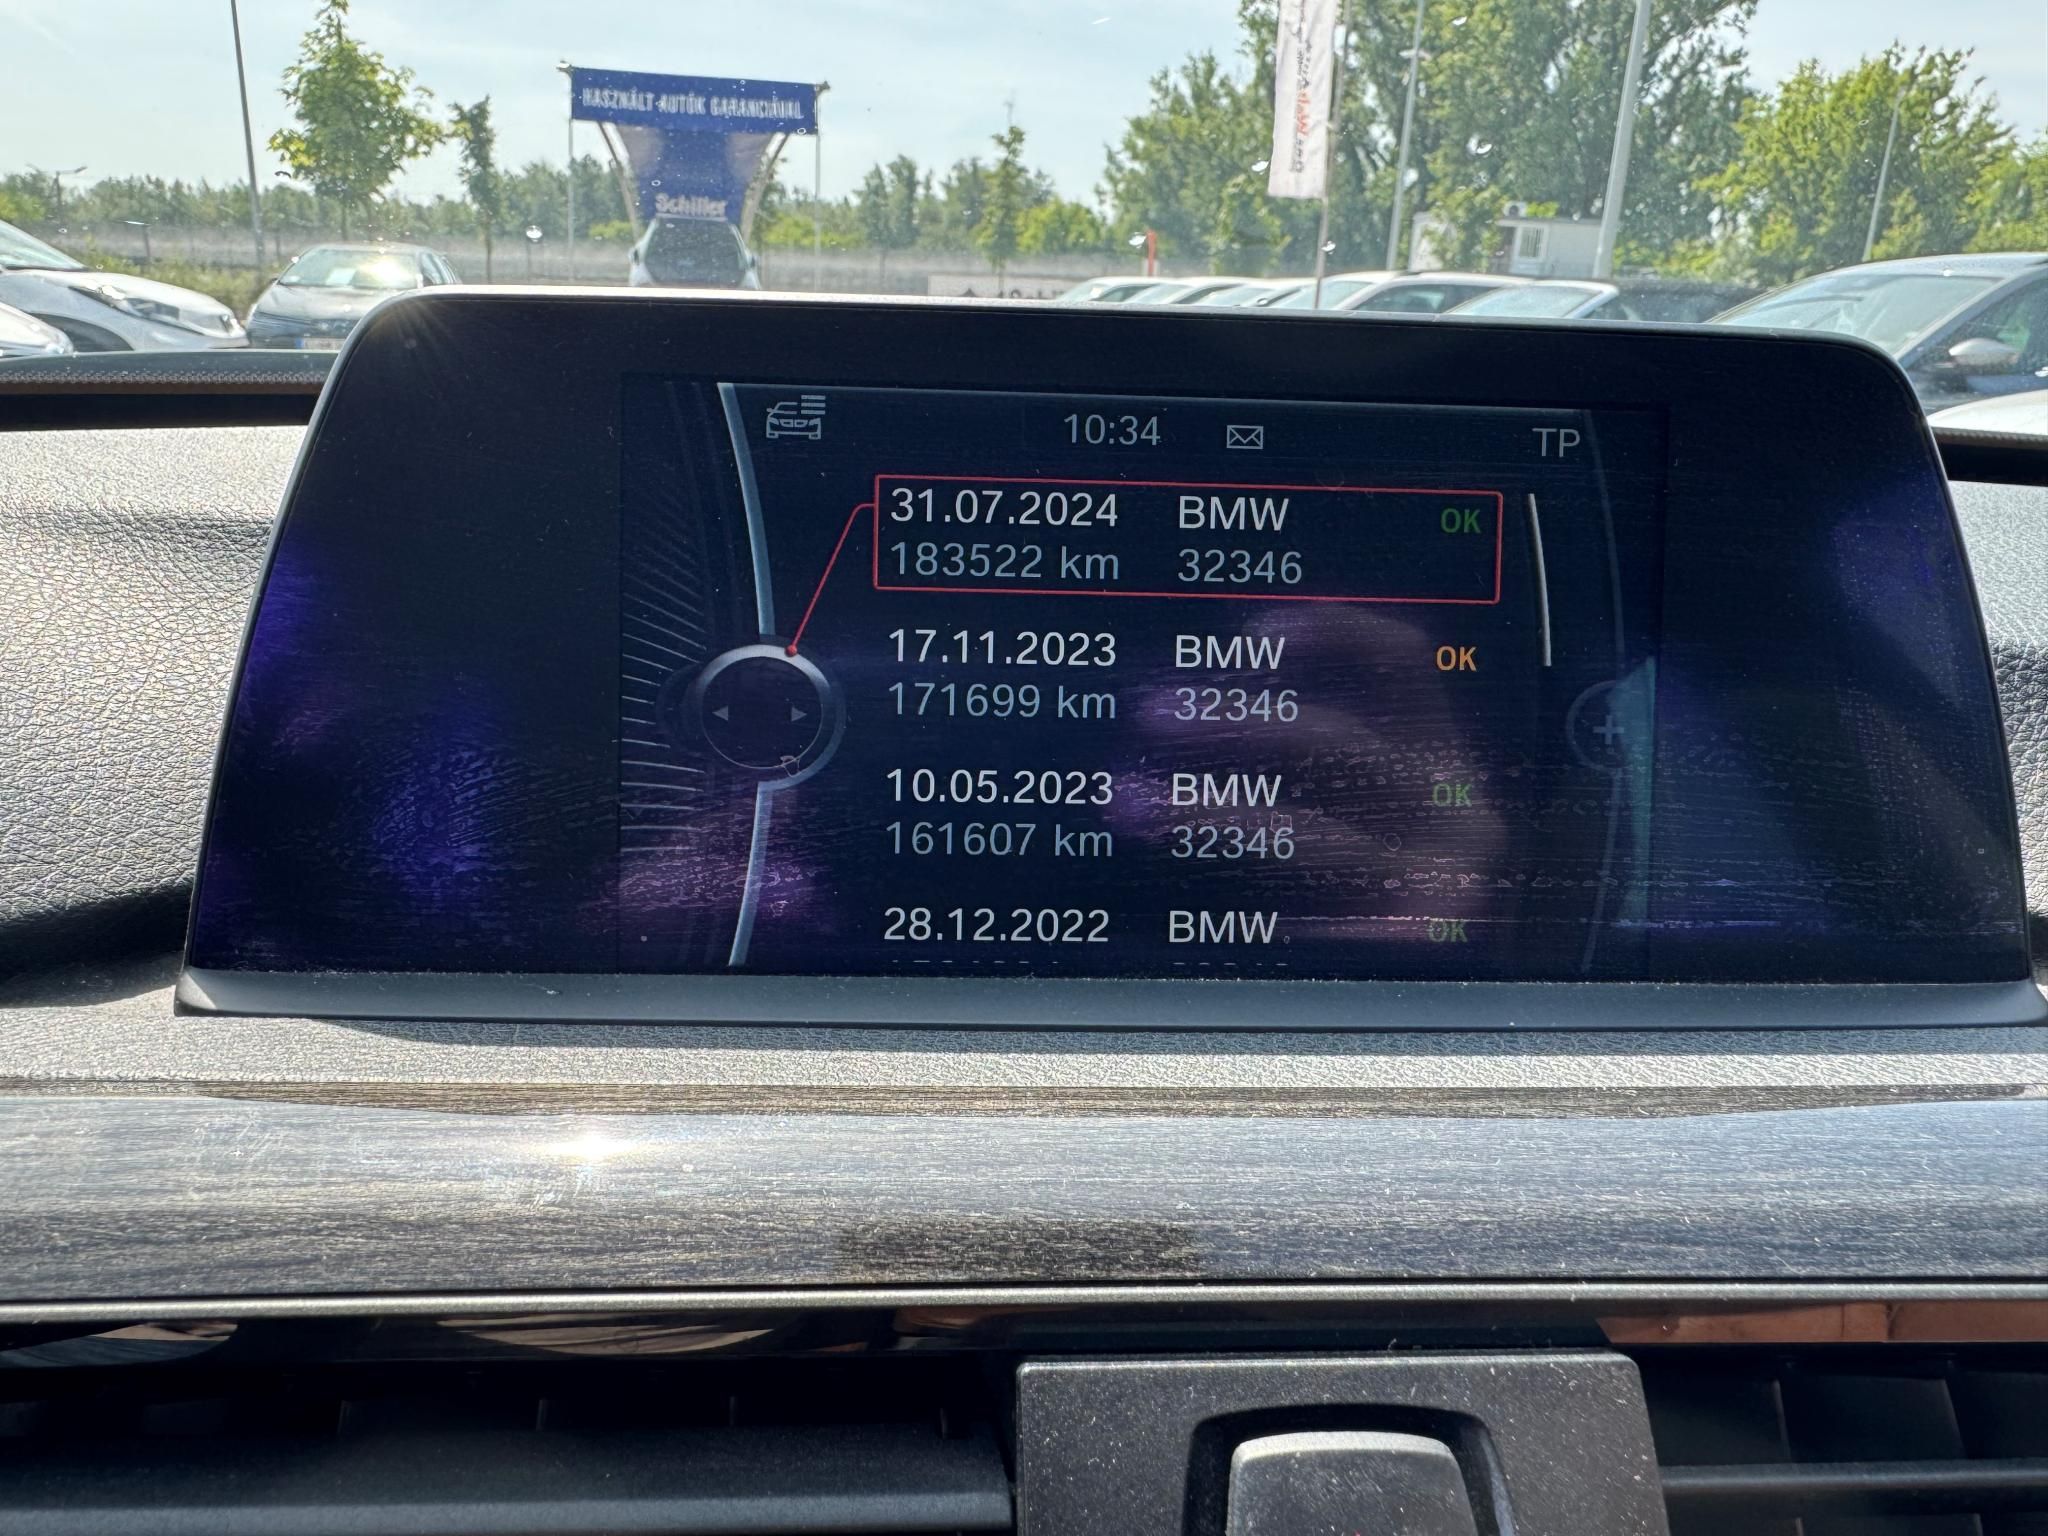 HASZNÁLT AUTÓK GARANCIÁVAL
Schiller
10:34
TP
31.07.2024 BMW OK
183522 km 32346
17.11.2023 BMW OK
171699 km 32346
10.05.2023 BMW OK
161607 km 32346
28.12.2022 BMW OK